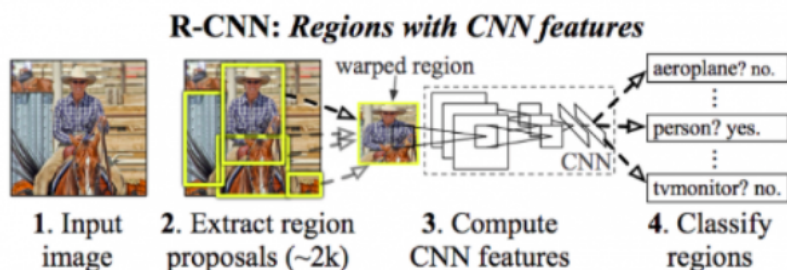 R-CNN: Regions with CNN features
warped region
aeroplane? no.
⋮
person? yes.
⋮
tvmonitor? no.
CNN
1. Input
image
2. Extract region
proposals (~2k)
3. Compute
CNN features
4. Classify
regions